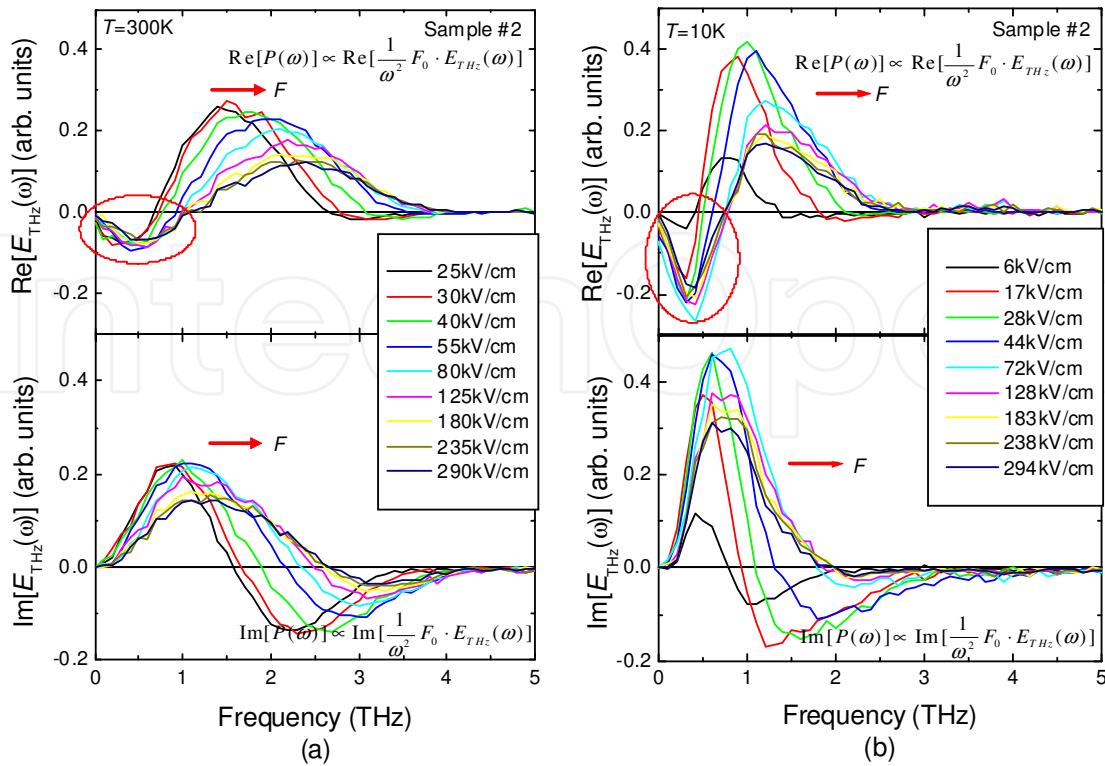 T=300K
Sample #2
Re[P(ω)] ∝ Re[1/ω² F₀ · E_THz(ω)]
F
Re[E_THz(ω)] (arb. units)
0.4
0.2
0.0
-0.2
25kV/cm
30kV/cm
40kV/cm
55kV/cm
80kV/cm
125kV/cm
180kV/cm
235kV/cm
290kV/cm
F
Im[E_THz(ω)] (arb. units)
0.4
0.2
0.0
-0.2
Im[P(ω)] ∝ Im[1/ω² F₀ · E_THz(ω)]
0 1 2 3 4 5
Frequency (THz)
(a)
T=10K
Sample #2
Re[P(ω)] ∝ Re[1/ω² F₀ · E_THz(ω)]
F
Re[E_THz(ω)] (arb. units)
0.4
0.2
0.0
-0.2
6kV/cm
17kV/cm
28kV/cm
44kV/cm
72kV/cm
128kV/cm
183kV/cm
238kV/cm
294kV/cm
F
Im[E_THz(ω)] (arb. units)
0.4
0.2
0.0
-0.2
Im[P(ω)] ∝ Im[1/ω² F₀ · E_THz(ω)]
0 1 2 3 4 5
Frequency (THz)
(b)